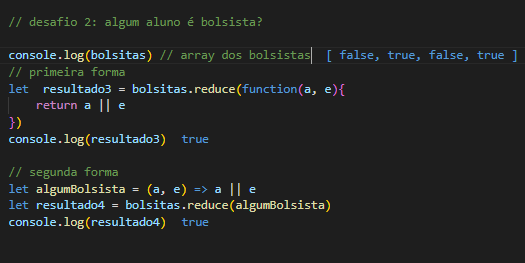 // desafio 2: algum aluno é bolsista?
console.log(bolsitas) // array dos bolsistas [ false, true, false, true ]
// primeira forma
let resultado3 = bolsitas.reduce(function(a, e){
return a || e
})
console.log(resultado3) true
// segunda forma
let algumBolsista = (a, e) => a || e
let resultado4 = bolsitas.reduce(algumBolsista)
console.log(resultado4) true